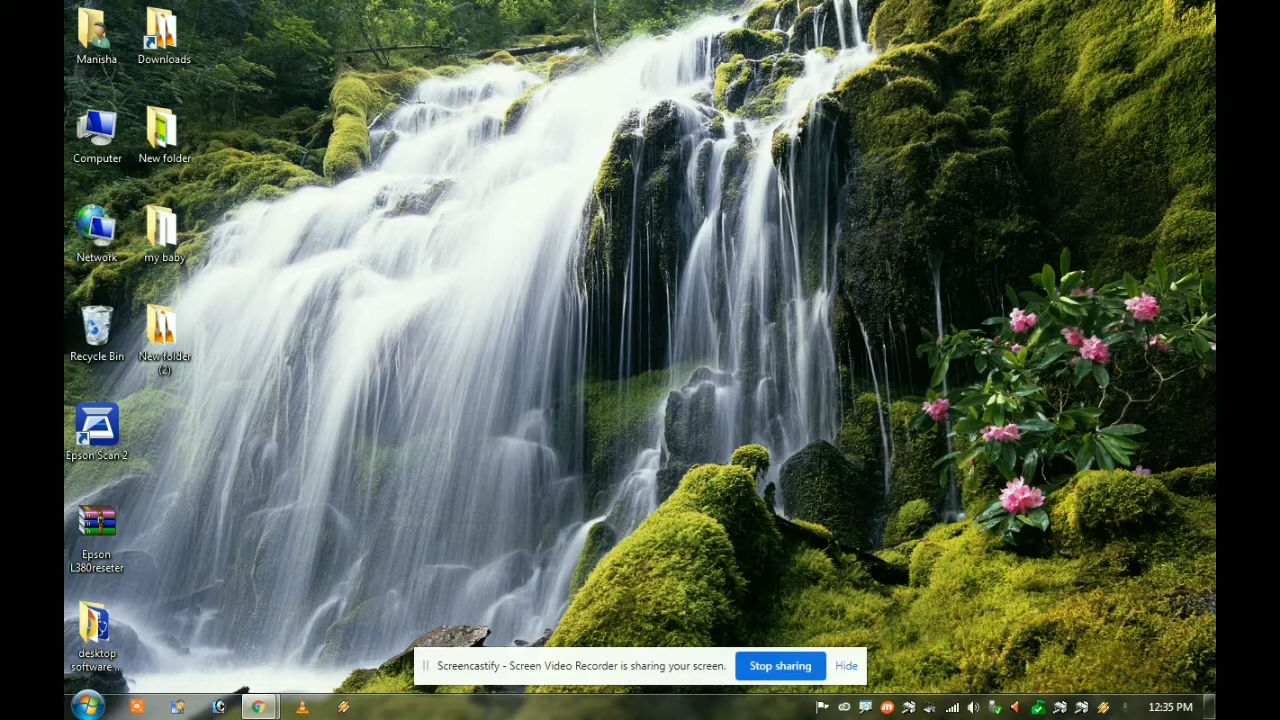 Manisha
Downloads
Computer
New folder
Network
my baby
Recycle Bin
New folder
(2)
Epson Scan 2
Epson
L380reseter
desktop
software ...
Screencastify - Screen Video Recorder is sharing your screen.
Stop sharing
Hide
12:35 PM